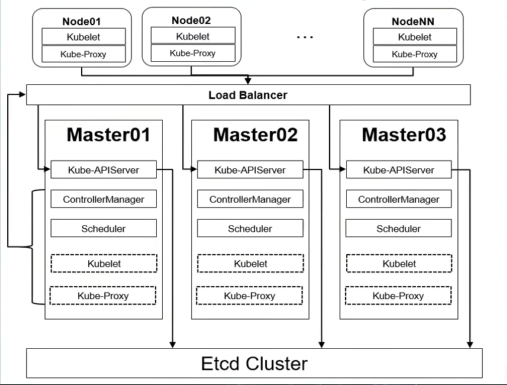 Node01
Kubelet
Kube-Proxy
Node02
Kubelet
Kube-Proxy
...
NodeNN
Kubelet
Kube-Proxy
Load Balancer
Master01
Kube-APIServer
ControllerManager
Scheduler
Kubelet
Kube-Proxy
Master02
Kube-APIServer
ControllerManager
Scheduler
Kubelet
Kube-Proxy
Master03
Kube-APIServer
ControllerManager
Scheduler
Kubelet
Kube-Proxy
Etcd Cluster